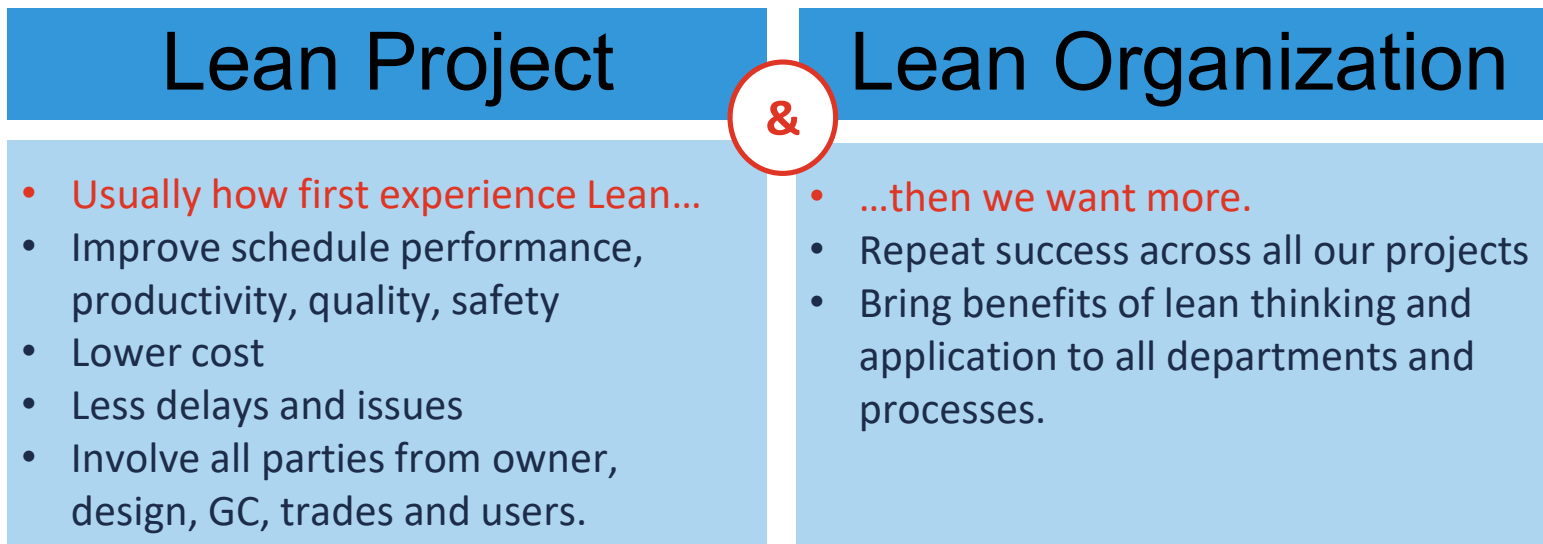 Lean Project
&
Lean Organization
• Usually how first experience Lean…
• Improve schedule performance,
productivity, quality, safety
• Lower cost
• Less delays and issues
• Involve all parties from owner,
design, GC, trades and users.
• …then we want more.
• Repeat success across all our projects
• Bring benefits of lean thinking and
application to all departments and
processes.